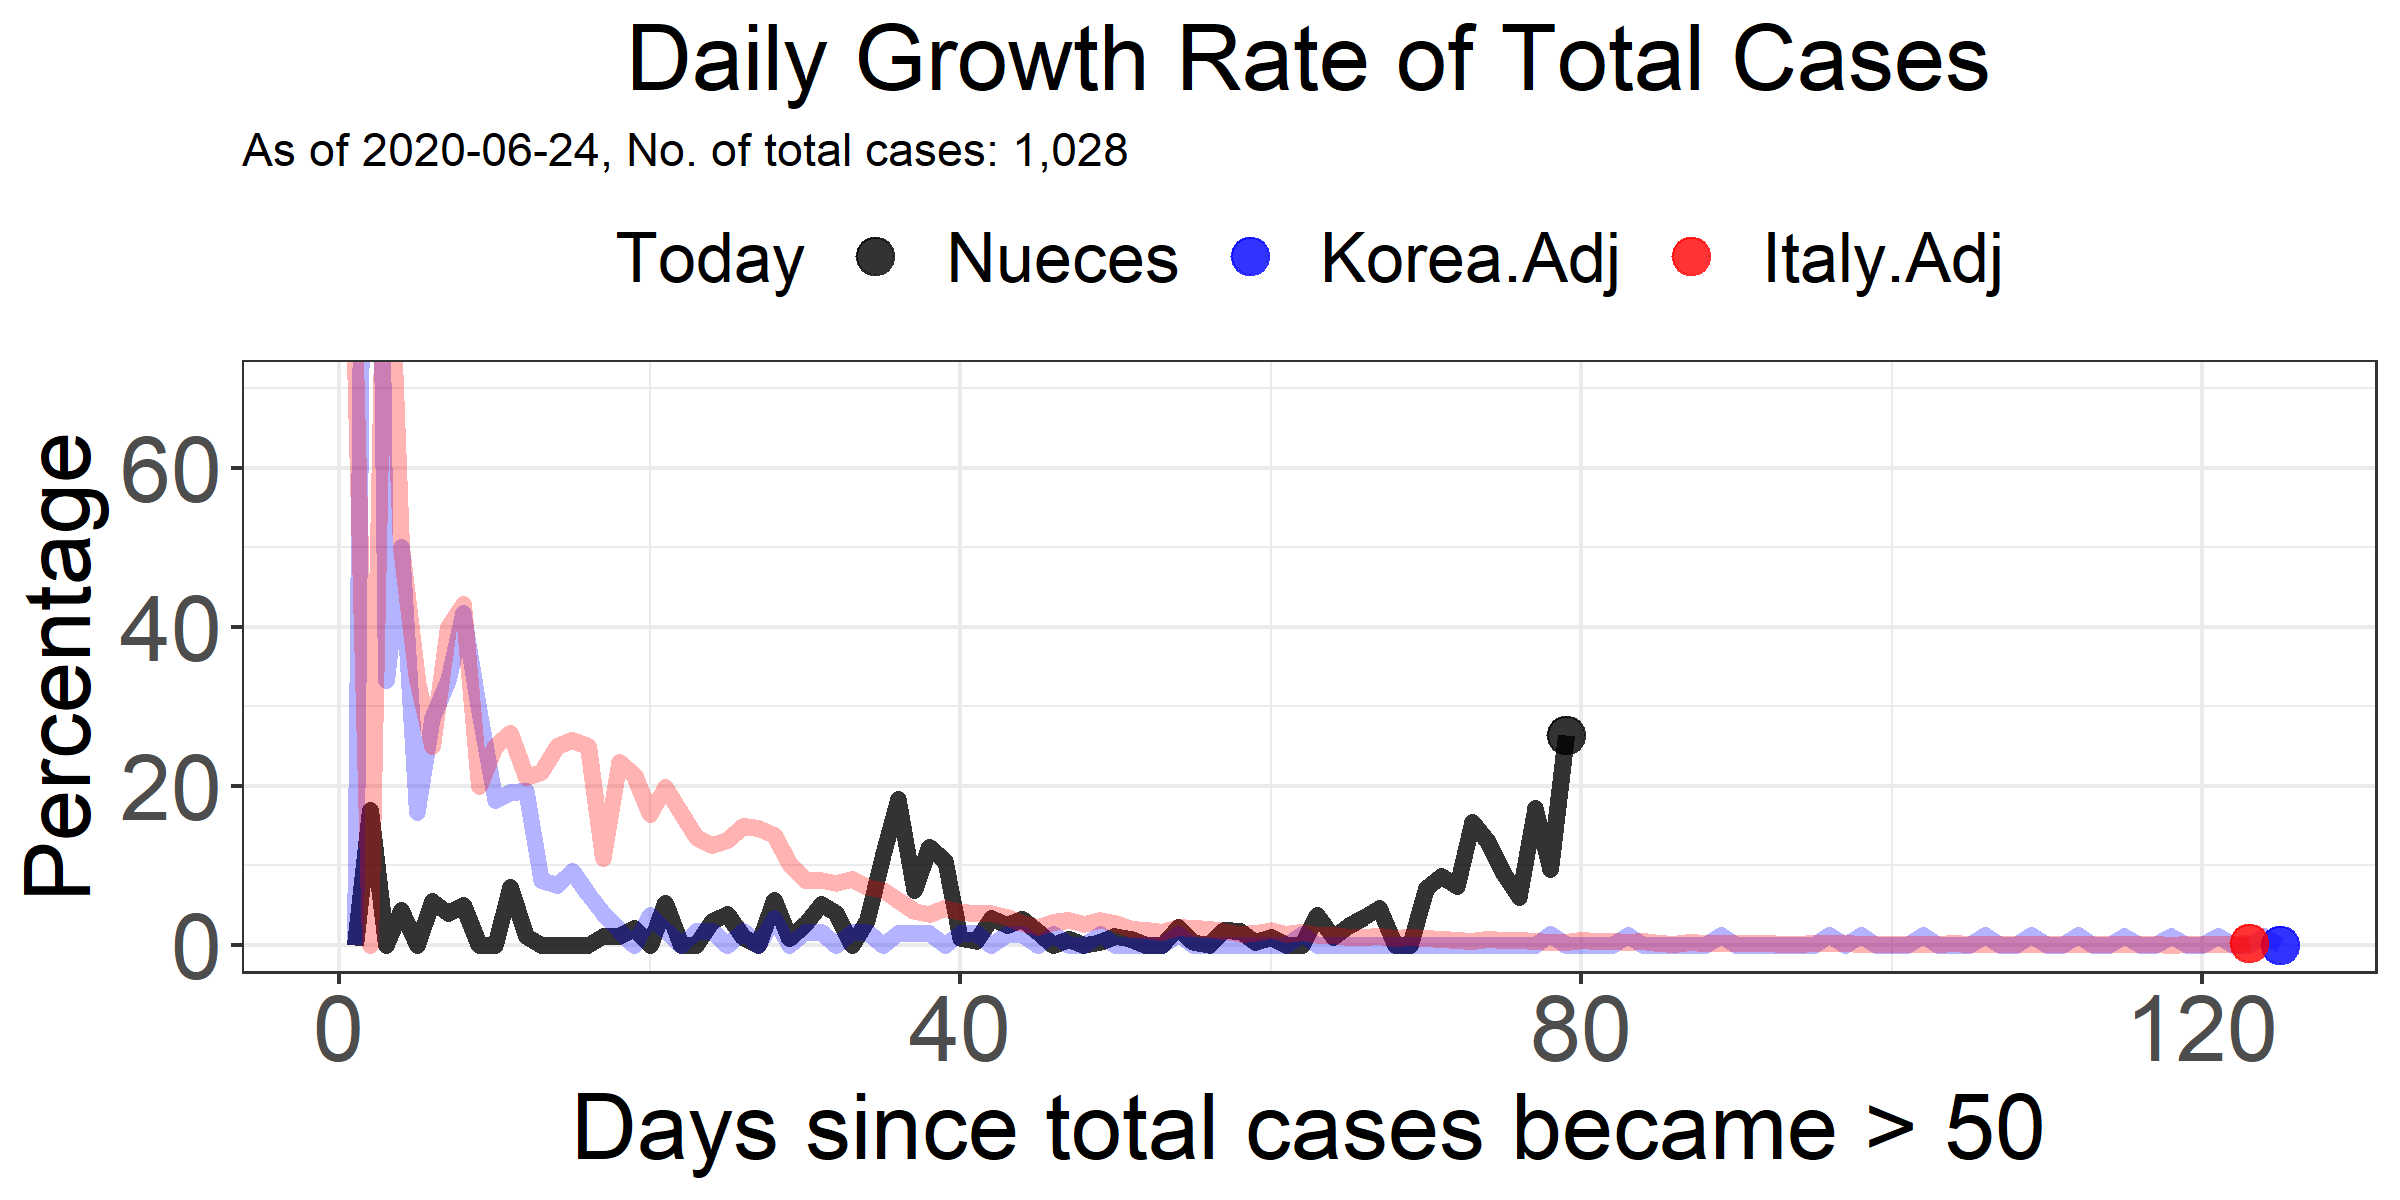 Daily Growth Rate of Total Cases
As of 2020-06-24, No. of total cases: 1,028
Today Nueces Korea.Adj Italy.Adj
Percentage
60
40
20
0
0 40 80 120
Days since total cases became > 50